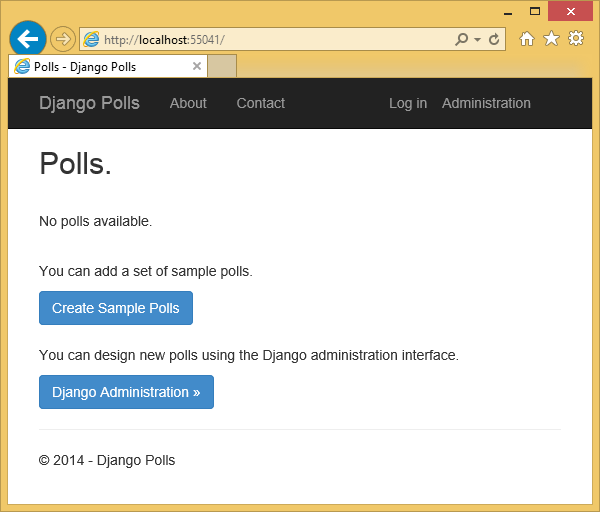 http://localhost:55041/
Polls - Django Polls
Django Polls About Contact Log in Administration
Polls.
No polls available.
You can add a set of sample polls.
Create Sample Polls
You can design new polls using the Django administration interface.
Django Administration »
© 2014 - Django Polls